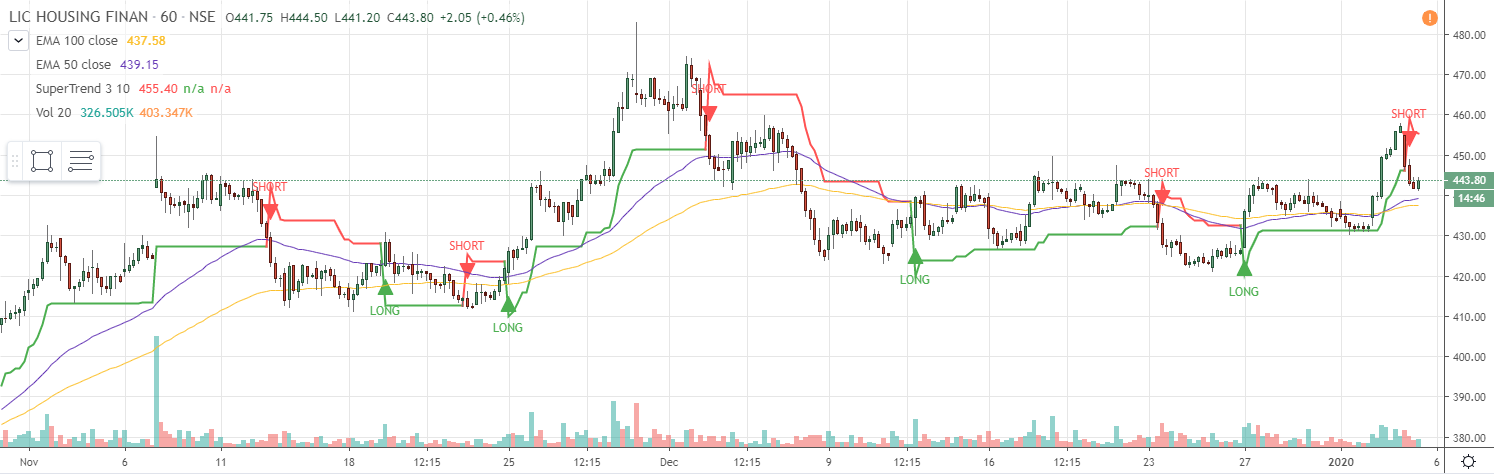 LIC HOUSING FINAN · 60 · NSE O441.75 H444.50 L441.20 C443.80 +2.05 (+0.46%)
EMA 100 close 437.58
EMA 50 close 439.15
SuperTrend 3 10 455.40 n/a n/a
Vol 20 326.505K 403.347K
SHORT
LONG
SHORT
LONG
SHORT
LONG
SHORT
LONG
SHORT
480.00
470.00
460.00
450.00
443.80
14:46
430.00
420.00
410.00
400.00
390.00
380.00
Nov 6 11 18 12:15 25 12:15 Dec 12:15 9 12:15 16 12:15 23 27 2020 6